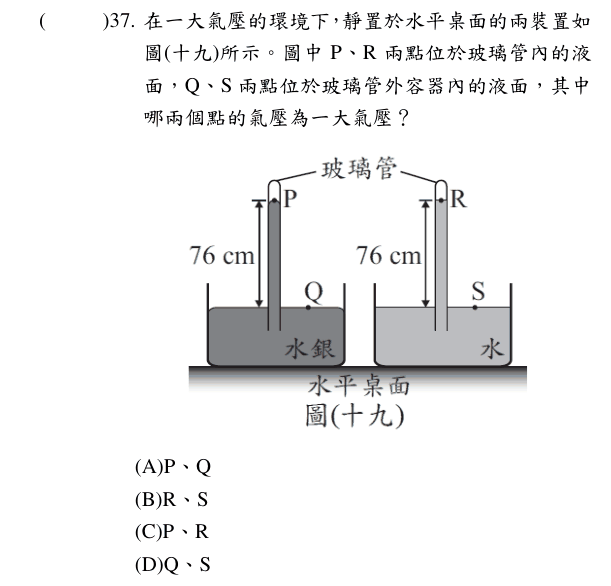 (　　)37. 在一大氣壓的環境下，靜置於水平桌面的兩裝置如
圖(十九)所示。圖中 P、R 兩點位於玻璃管內的液
面，Q、S 兩點位於玻璃管外容器內的液面，其中
哪兩個點的氣壓為一大氣壓？
玻璃管
P
R
76 cm
76 cm
Q
S
水銀
水
水平桌面
圖(十九)
(A)P、Q
(B)R、S
(C)P、R
(D)Q、S